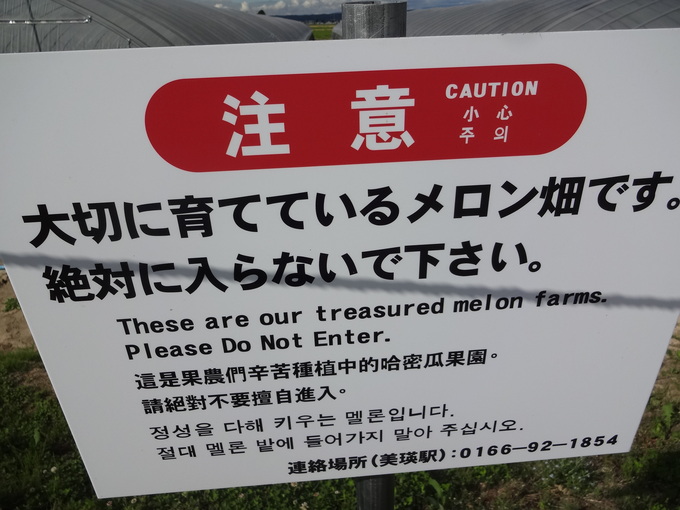 注意
CAUTION
小心
주의
大切に育てているメロン畑です。
絶対に入らないで下さい。
These are our treasured melon farms.
Please Do Not Enter.
這是果農們辛苦種植中的哈密瓜果園。
請絕對不要擅自進入。
정성을 다해 키우는 멜론입니다.
절대 멜론 밭에 들어가지 말아 주십시오.
連絡場所(美瑛駅):0166-92-1854